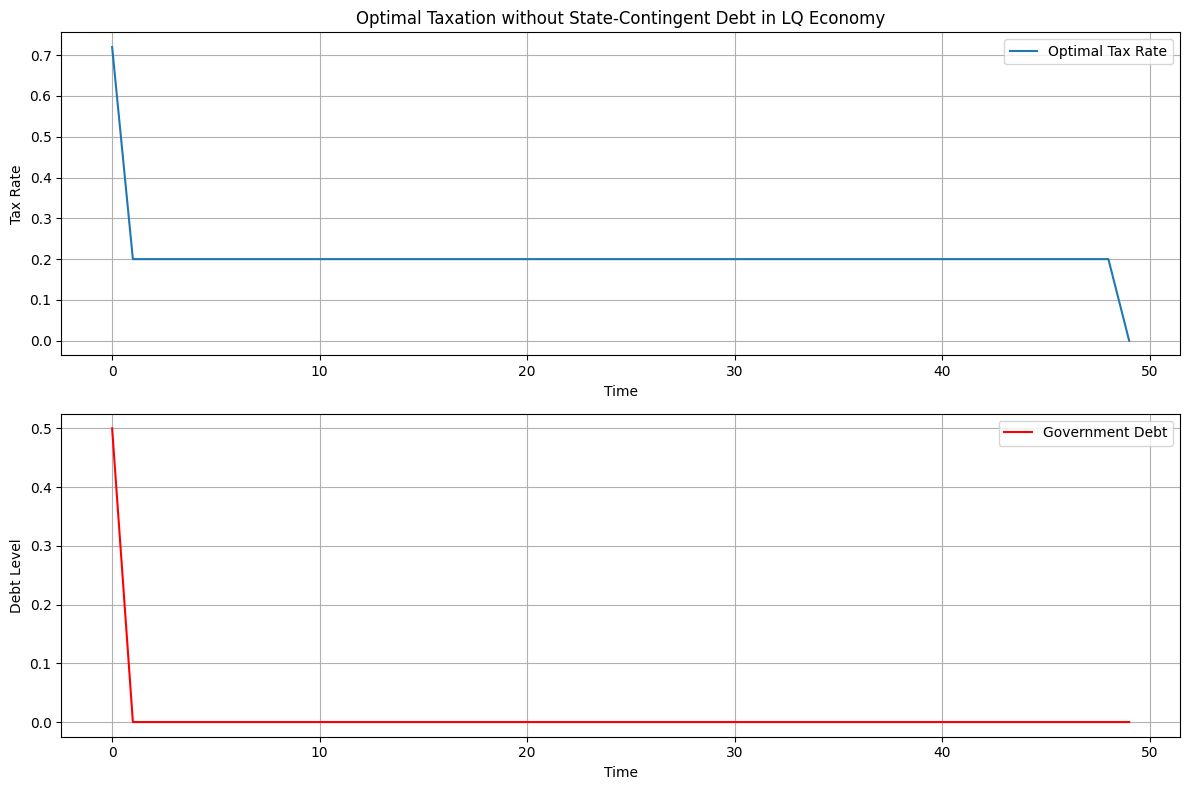 Optimal Taxation without State-Contingent Debt in LQ Economy
Optimal Tax Rate
Tax Rate
0.7
0.6
0.5
0.4
0.3
0.2
0.1
0.0
0 10 20 30 40 50
Time
Government Debt
Debt Level
0.5
0.4
0.3
0.2
0.1
0.0
0 10 20 30 40 50
Time